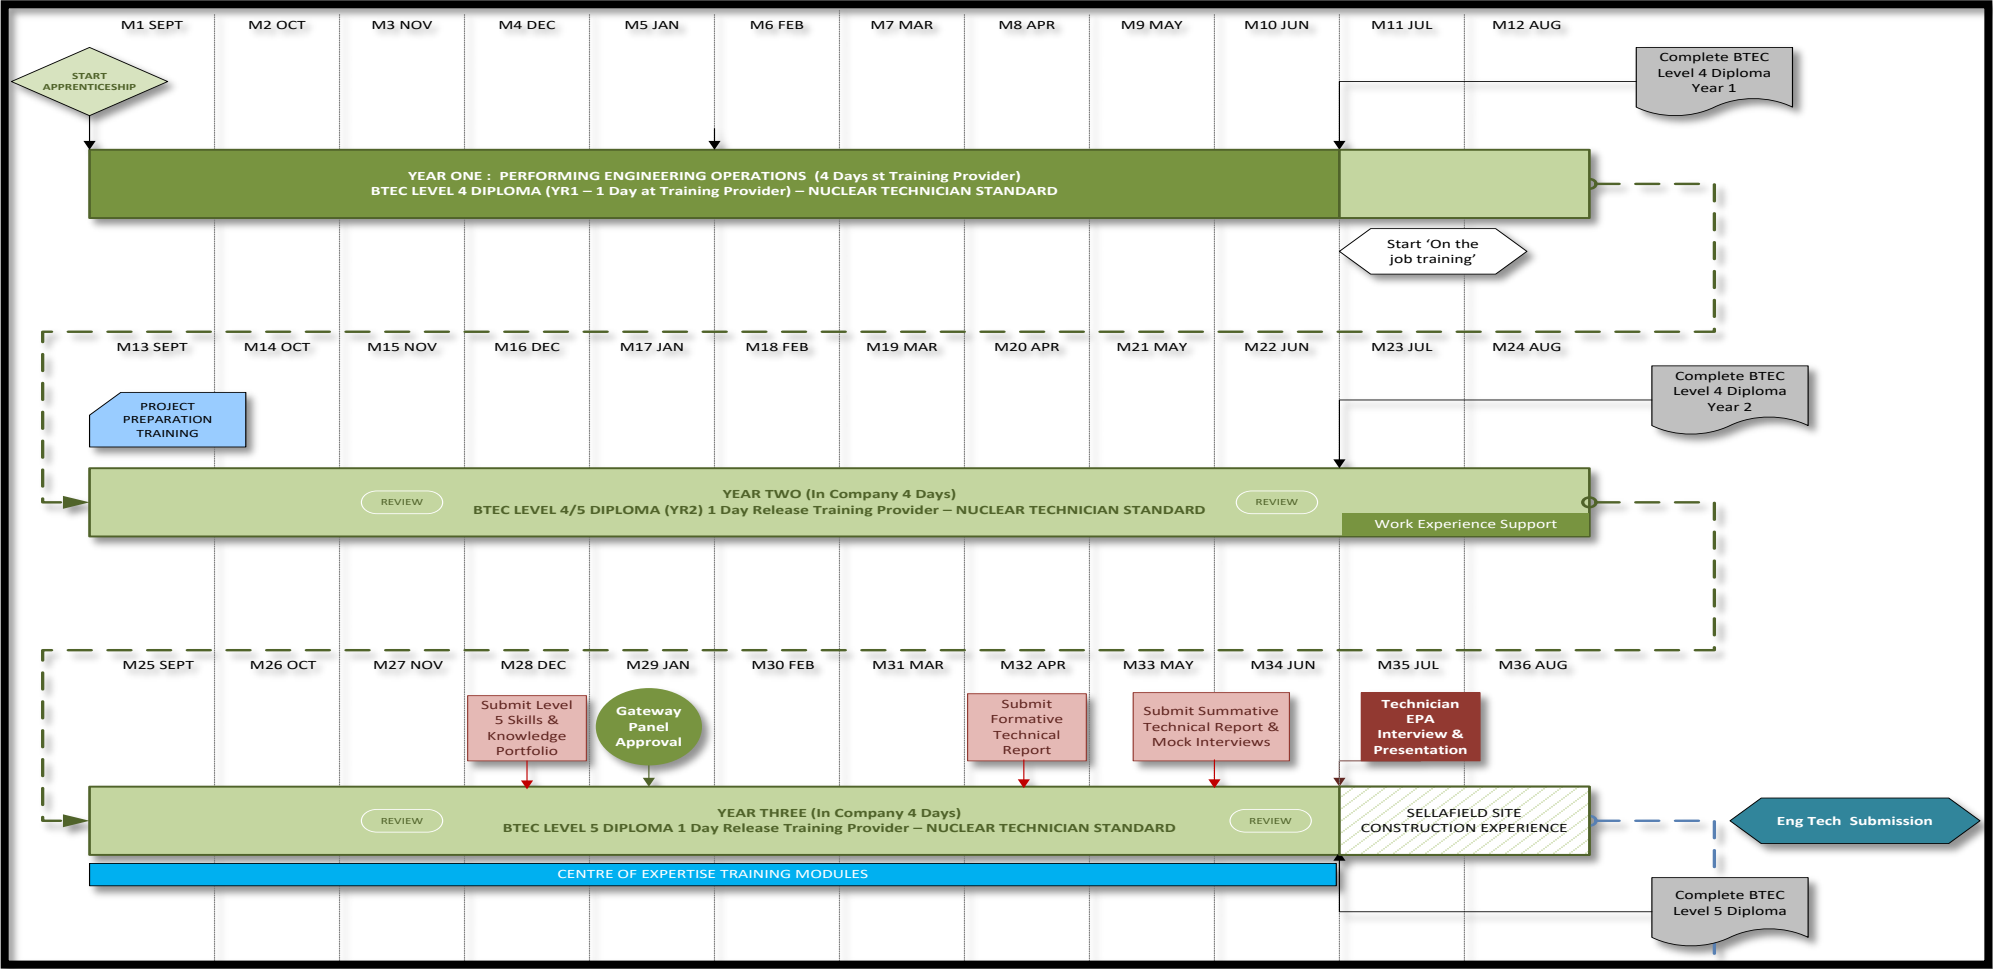 M1 SEPT M2 OCT M3 NOV M4 DEC M5 JAN M6 FEB M7 MAR M8 APR M9 MAY M10 JUN M11 JUL M12 AUG
START
APPRENTICESHIP
Complete BTEC
Level 4 Diploma
Year 1
YEAR ONE : PERFORMING ENGINEERING OPERATIONS (4 Days st Training Provider)
BTEC LEVEL 4 DIPLOMA (YR1 – 1 Day at Training Provider) – NUCLEAR TECHNICIAN STANDARD
Start ‘On the
job training’
M13 SEPT M14 OCT M15 NOV M16 DEC M17 JAN M18 FEB M19 MAR M20 APR M21 MAY M22 JUN M23 JUL M24 AUG
Complete BTEC
Level 4 Diploma
Year 2
PROJECT
PREPARATION
TRAINING
REVIEW
YEAR TWO (In Company 4 Days)
BTEC LEVEL 4/5 DIPLOMA (YR2) 1 Day Release Training Provider – NUCLEAR TECHNICIAN STANDARD
REVIEW
Work Experience Support
M25 SEPT M26 OCT M27 NOV M28 DEC M29 JAN M30 FEB M31 MAR M32 APR M33 MAY M34 JUN M35 JUL M36 AUG
Submit Level
5 Skills &
Knowledge
Portfolio
Gateway
Panel
Approval
Submit
Formative
Technical
Report
Submit Summative
Technical Report &
Mock Interviews
Technician
EPA
Interview &
Presentation
REVIEW
YEAR THREE (In Company 4 Days)
BTEC LEVEL 5 DIPLOMA 1 Day Release Training Provider – NUCLEAR TECHNICIAN STANDARD
REVIEW
SELLAFIELD SITE
CONSTRUCTION EXPERIENCE
Eng Tech Submission
CENTRE OF EXPERTISE TRAINING MODULES
Complete BTEC
Level 5 Diploma